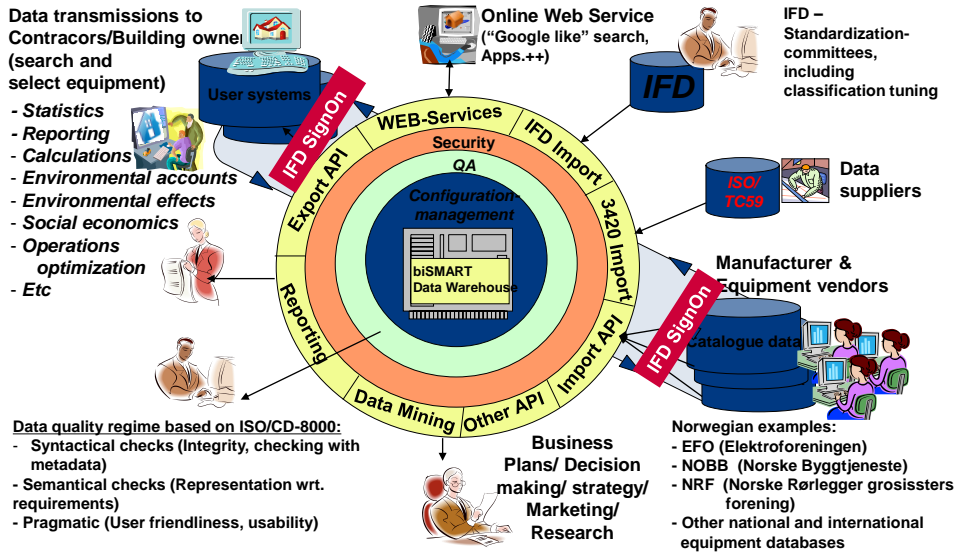 Data transmissions to
Contracors/Building owne
(search and
select equipment)
- Statistics
- Reporting
- Calculations
- Environmental accounts
- Environmental effects
- Social economics
- Operations
optimization
- Etc
User systems
IFD SignOn
Online Web Service
(“Google like” search,
Apps.++)
IFD
IFD –
Standardization-
committees,
including
classification tuning
ISO/
TC59
Data
suppliers
Manufacturer &
Equipment vendors
IFD SignOn
Catalogue data
WEB-Services
IFD Import
3420 Import
Import API
Other API
Data Mining
Reporting
Export API
Security
QA
Configuration-
management
biSMART
Data Warehouse
Data quality regime based on ISO/CD-8000:
- Syntactical checks (Integrity, checking with
metadata)
- Semantical checks (Representation wrt.
requirements)
- Pragmatic (User friendliness, usability)
Business
Plans/ Decision
making/ strategy/
Marketing/
Research
Norwegian examples:
- EFO (Elektroforeningen)
- NOBB (Norske Byggtjeneste)
- NRF (Norske Rørlegger grosissters
forening)
- Other national and international
equipment databases